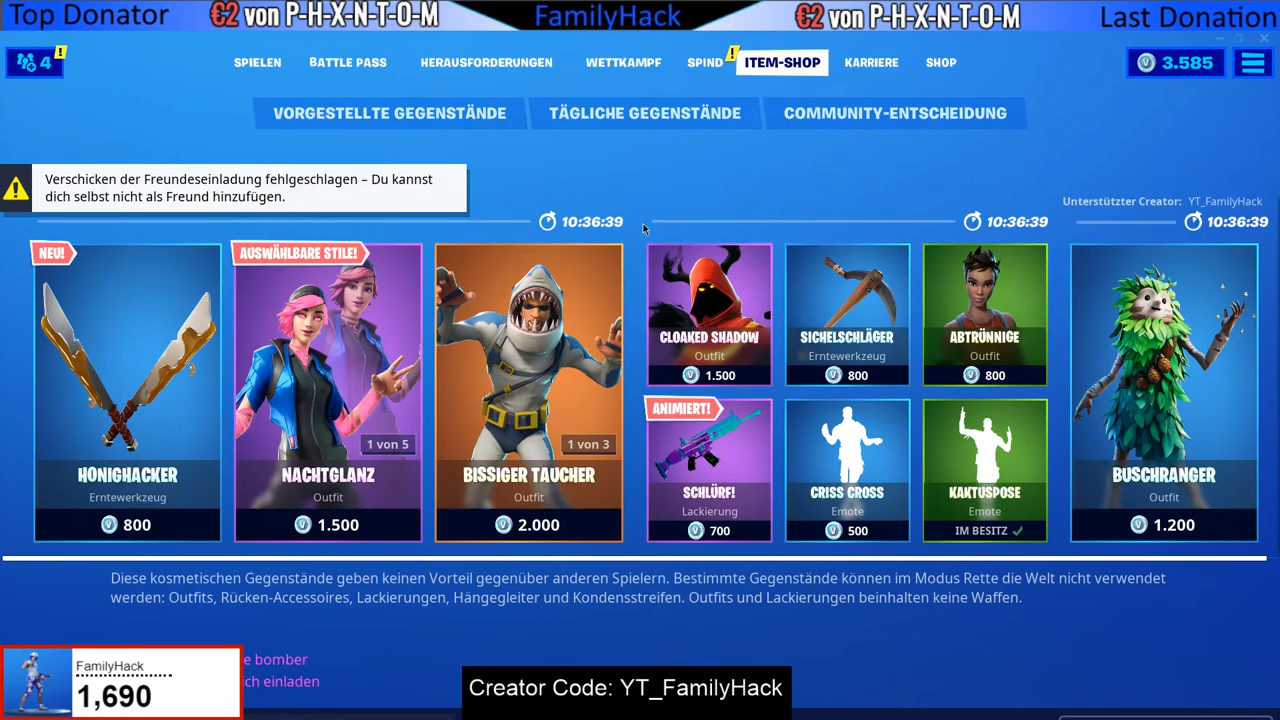 Top Donator
€2 von P-H-X-N-T-O-M
FamilyHack
€2 von P-H-X-N-T-O-M
Last Donation
4
!
SPIELEN
BATTLE PASS
HERAUSFORDERUNGEN
WETTKAMPF
SPIND
!
ITEM-SHOP
KARRIERE
SHOP
V 3.585
VORGESTELLTE GEGENSTÄNDE
TÄGLICHE GEGENSTÄNDE
COMMUNITY-ENTSCHEIDUNG
Verschicken der Freundeseinladung fehlgeschlagen – Du kannst
dich selbst nicht als Freund hinzufügen.
Unterstützter Creator: YT_FamilyHack
10:36:39
10:36:39
10:36:39
NEU!
HONIGHACKER
Erntewerkzeug
V 800
AUSWÄHLBARE STILE!
1 von 5
NACHTGLANZ
Outfit
V 1.500
1 von 3
BISSIGER TAUCHER
Outfit
V 2.000
CLOAKED SHADOW
Outfit
V 1.500
SICHELSCHLÄGER
Erntewerkzeug
V 800
ABTRÜNNIGE
Outfit
V 800
ANIMIERT!
SCHLÜRF!
Lackierung
V 700
CRISS CROSS
Emote
V 500
KAKTUSPOSE
Emote
IM BESITZ
BUSCHRANGER
Outfit
V 1.200
Diese kosmetischen Gegenstände geben keinen Vorteil gegenüber anderen Spielern. Bestimmte Gegenstände können im Modus Rette die Welt nicht verwendet
werden: Outfits, Rücken-Accessoires, Lackierungen, Hängegleiter und Kondensstreifen. Outfits und Lackierungen beinhalten keine Waffen.
e bomber
ch einladen
FamilyHack
1,690
Creator Code: YT_FamilyHack